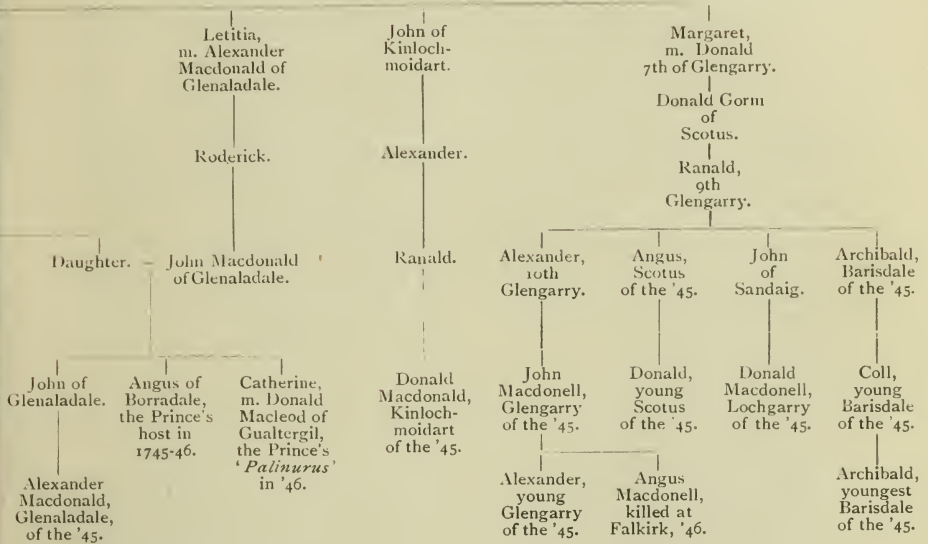 Letitia,
m. Alexander
Macdonald of
Glenaladale.
John of
Kinloch-
moidart.
Margaret,
m. Donald
7th of Glengarry.
Donald Gorm
of
Scotus.
Roderick.
Alexander.
Ranald,
9th
Glengarry.
Daughter. — John Macdonald
of Glenaladale.
Ranald.
Alexander,
10th
Glengarry.
Angus,
Scotus
of the '45.
John
of
Sandaig.
Archibald,
Barisdale
of the '45.
John of
Glenaladale.
Angus of
Borradale,
the Prince's
host in
1745-46.
Catherine,
m. Donald
Macleod of
Gualtergil,
the Prince's
'Palinurus'
in '46.
Donald
Macdonald,
Kinloch-
moidart
of the '45.
John
Macdonell,
Glengarry
of the '45.
Donald,
young
Scotus
of the '45.
Donald
Macdonell,
Lochgarry
of the '45.
Coll,
young
Barisdale
of the '45.
Alexander
Macdonald,
Glenaladale,
of the '45.
Alexander,
young
Glengarry
of the '45.
Angus
Macdonell,
killed at
Falkirk, '46.
Archibald,
youngest
Barisdale
of the '45.